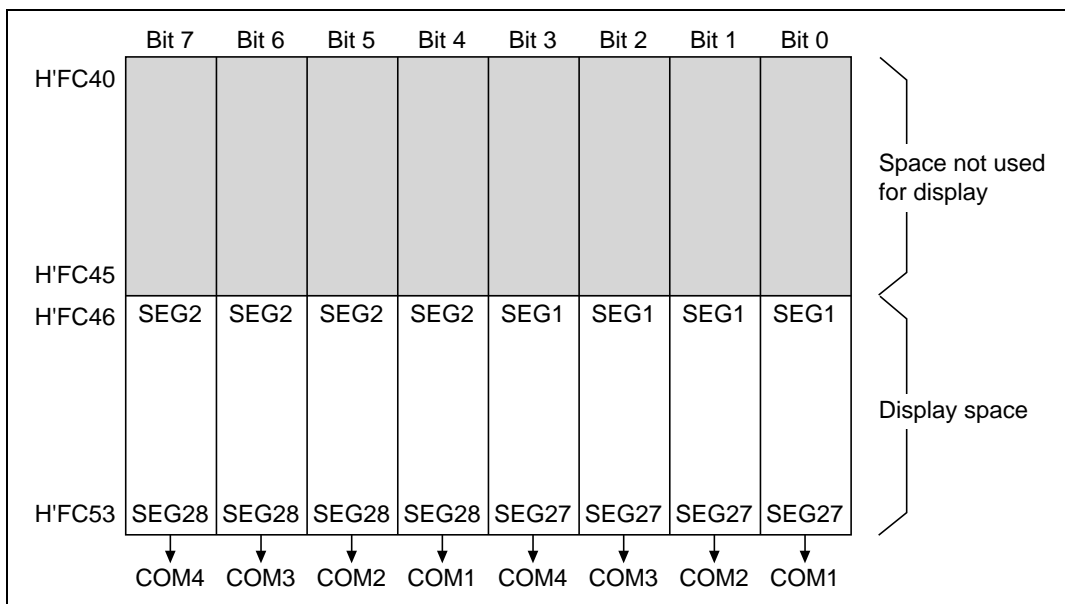 Bit 7 Bit 6 Bit 5 Bit 4 Bit 3 Bit 2 Bit 1 Bit 0
H'FC40
Space not used
for display
H'FC45
H'FC46 SEG2 SEG2 SEG2 SEG2 SEG1 SEG1 SEG1 SEG1
Display space
H'FC53 SEG28 SEG28 SEG28 SEG28 SEG27 SEG27 SEG27 SEG27
COM4 COM3 COM2 COM1 COM4 COM3 COM2 COM1